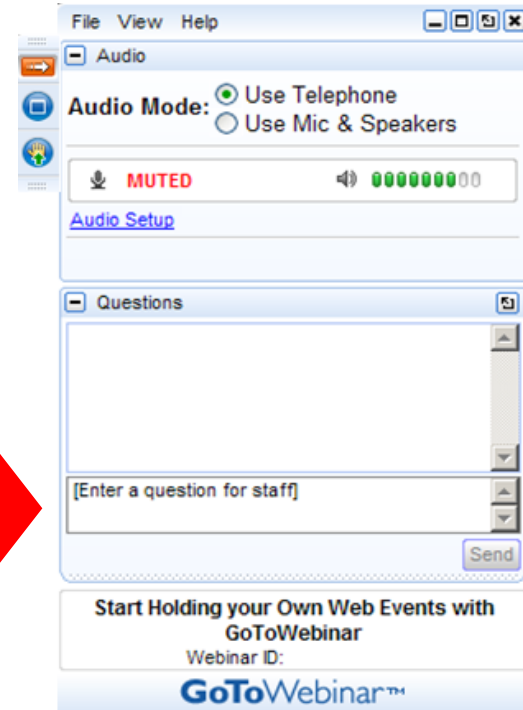 File View Help
Audio
Audio Mode: Use Telephone
Use Mic & Speakers
MUTED
Audio Setup
Questions
[Enter a question for staff]
Send
Start Holding your Own Web Events with
GoToWebinar
Webinar ID:
GoToWebinar™